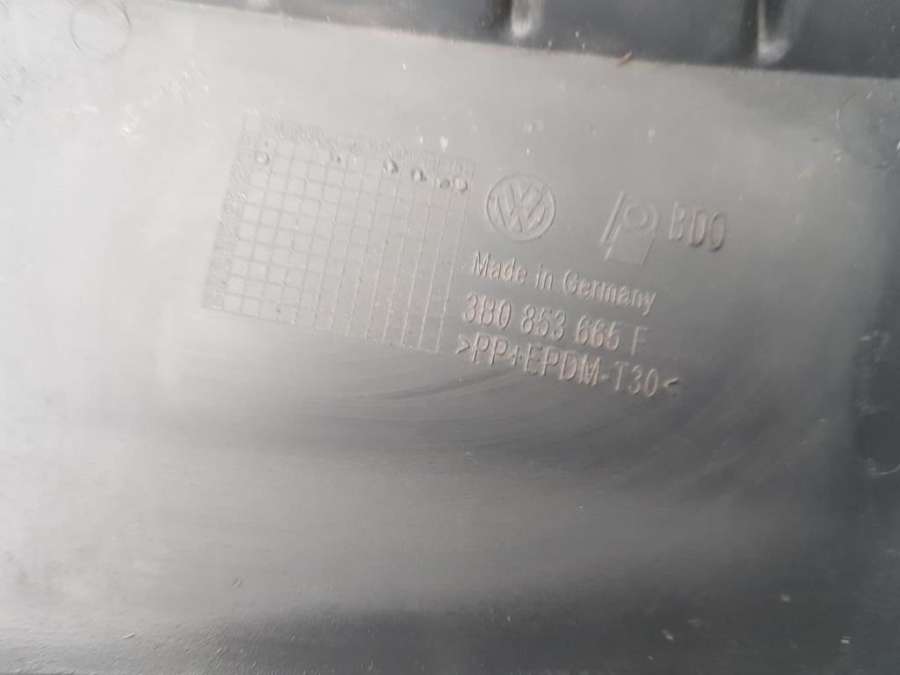 BDO
Made in Germany
3B0 853 665 F
>PP+EPDM-T30<